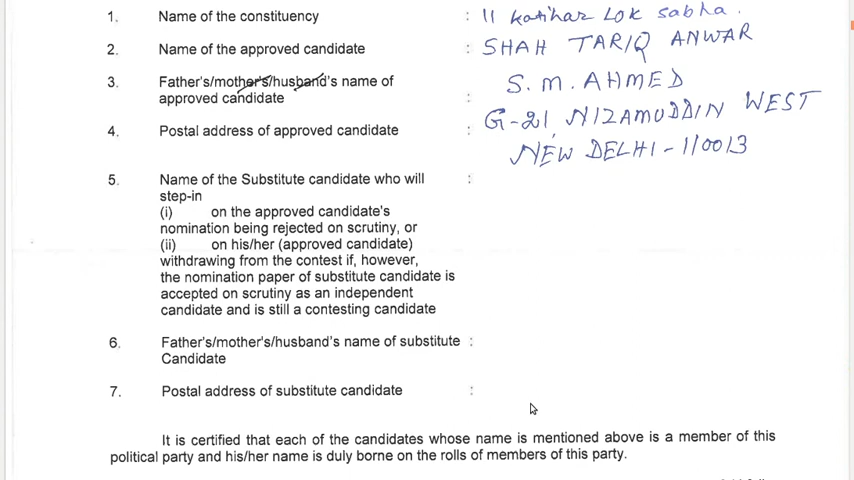 1. Name of the constituency : 11 Katihar LOK Sabha.
2. Name of the approved candidate : SHAH TARIQ ANWAR
3. Father's/mother's/husband's name of : S. M. AHMED
approved candidate
4. Postal address of approved candidate : G-21, NIZAMUDDIN WEST
NEW DELHI - 110013
5. Name of the Substitute candidate who will :
step-in
(i) on the approved candidate's
nomination being rejected on scrutiny, or
(ii) on his/her (approved candidate)
withdrawing from the contest if, however,
the nomination paper of substitute candidate is
accepted on scrutiny as an independent
candidate and is still a contesting candidate
6. Father's/mother's/husband's name of substitute :
Candidate
7. Postal address of substitute candidate :
It is certified that each of the candidates whose name is mentioned above is a member of this
political party and his/her name is duly borne on the rolls of members of this party.